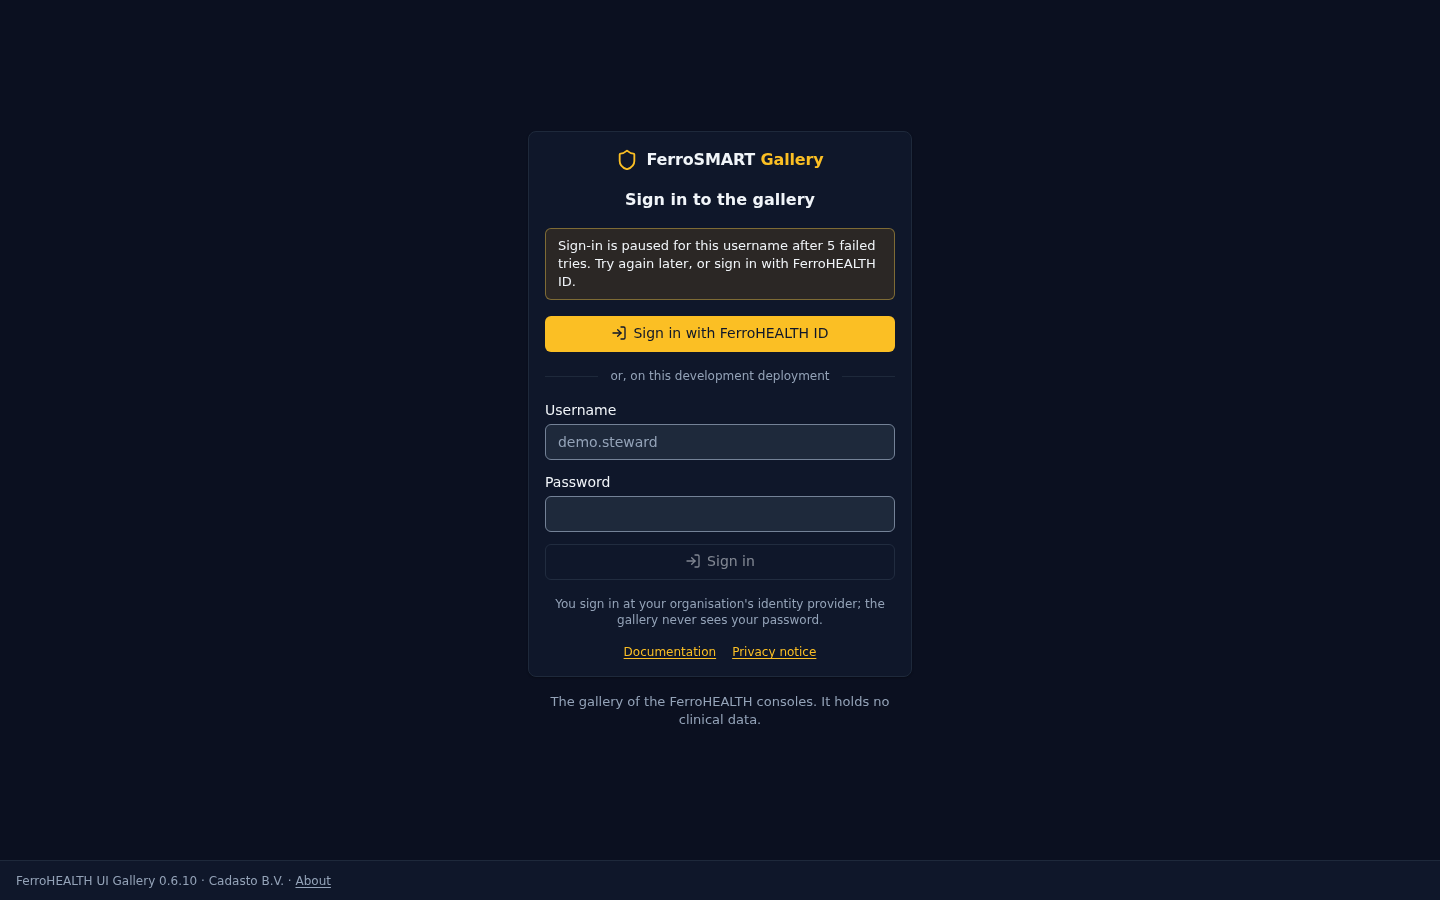 FerroSMART Gallery
Sign in to the gallery
Sign-in is paused for this username after 5 failed
tries. Try again later, or sign in with FerroHEALTH
ID.
Sign in with FerroHEALTH ID
or, on this development deployment
Username
demo.steward
Password
Sign in
You sign in at your organisation's identity provider; the
gallery never sees your password.
Documentation Privacy notice
The gallery of the FerroHEALTH consoles. It holds no
clinical data.
FerroHEALTH UI Gallery 0.6.10 · Cadasto B.V. · About